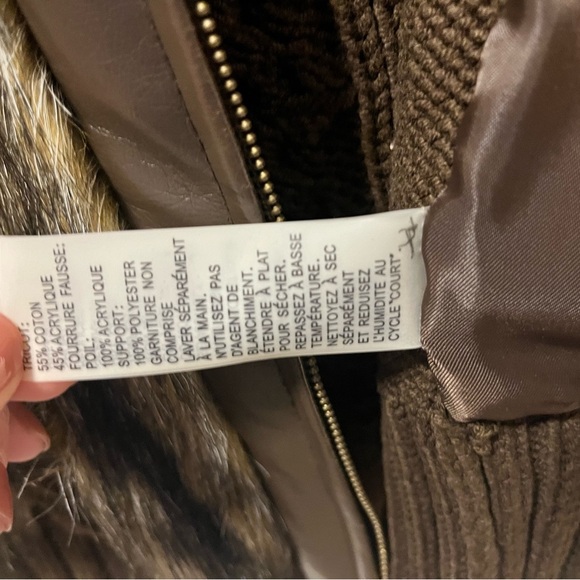 TRICOT:
55% COTON
45% ACRYLIQUE
FOURRURE FAUSSE:
POIL:
100% ACRYLIQUE
SUPPORT:
100% POLYESTER
GARNITURE NON
COMPRISE
LAVER SÉPARÉMENT
À LA MAIN.
N'UTILISEZ PAS
D'AGENT DE
BLANCHIMENT.
ÉTENDRE À PLAT
POUR SÉCHER.
REPASSEZ À BASSE
TEMPÉRATURE.
NETTOYEZ À SEC
SÉPARÉMENT
ET REDUISEZ
L'HUMIDITE AU
CYCLE "COURT"